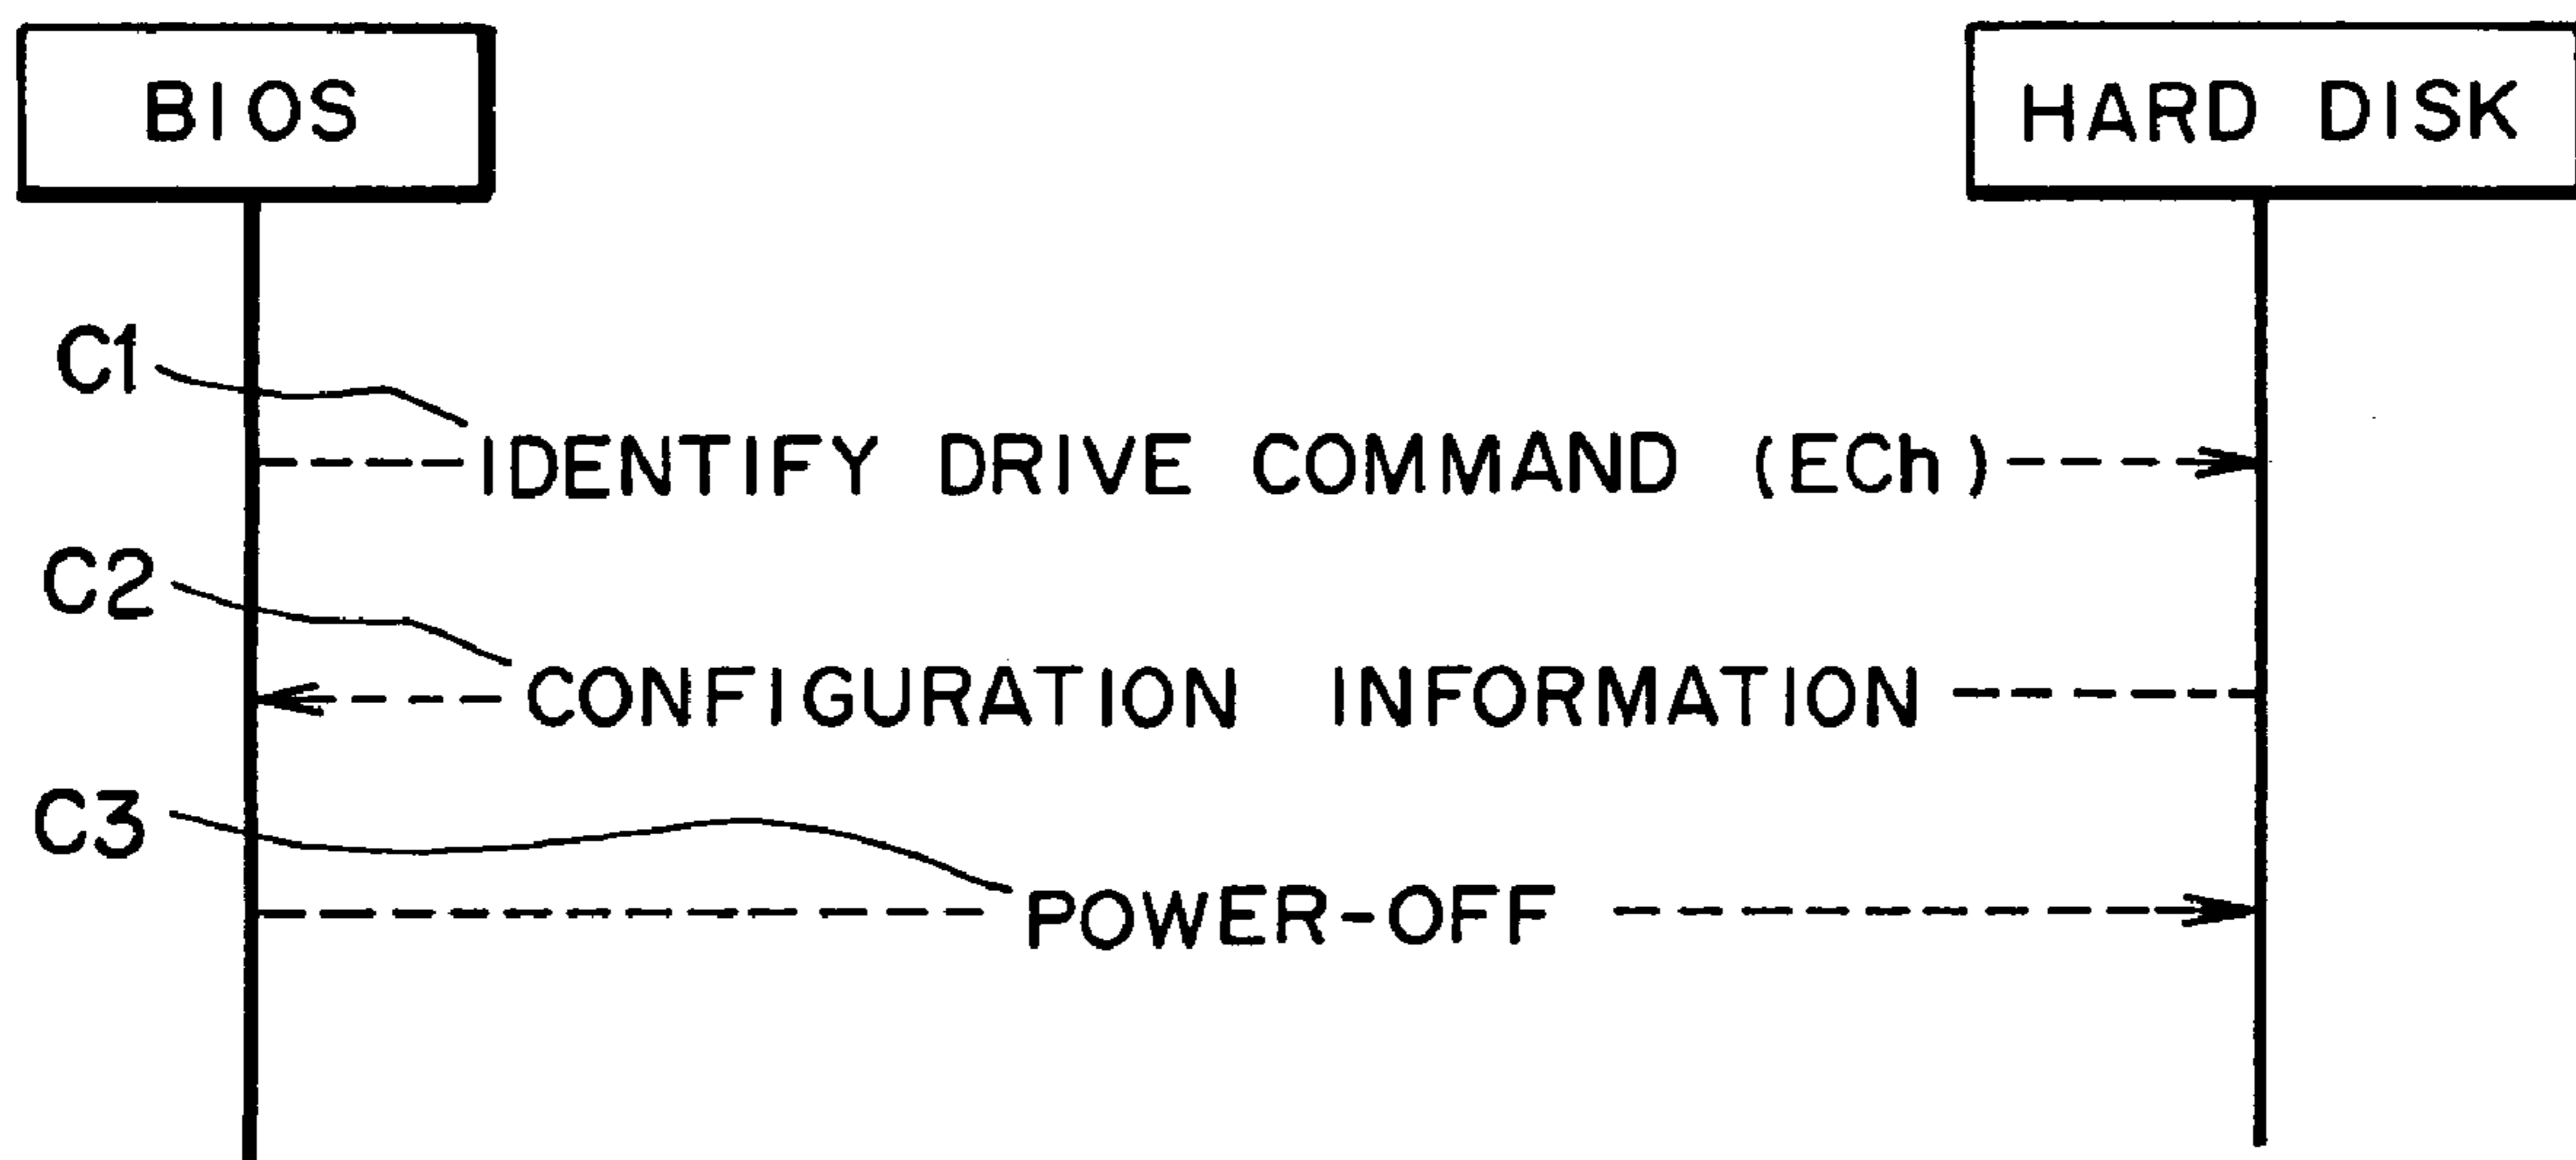 BIOS
HARD DISK
C1
IDENTIFY DRIVE COMMAND (ECh)
C2
CONFIGURATION INFORMATION
C3
POWER-OFF